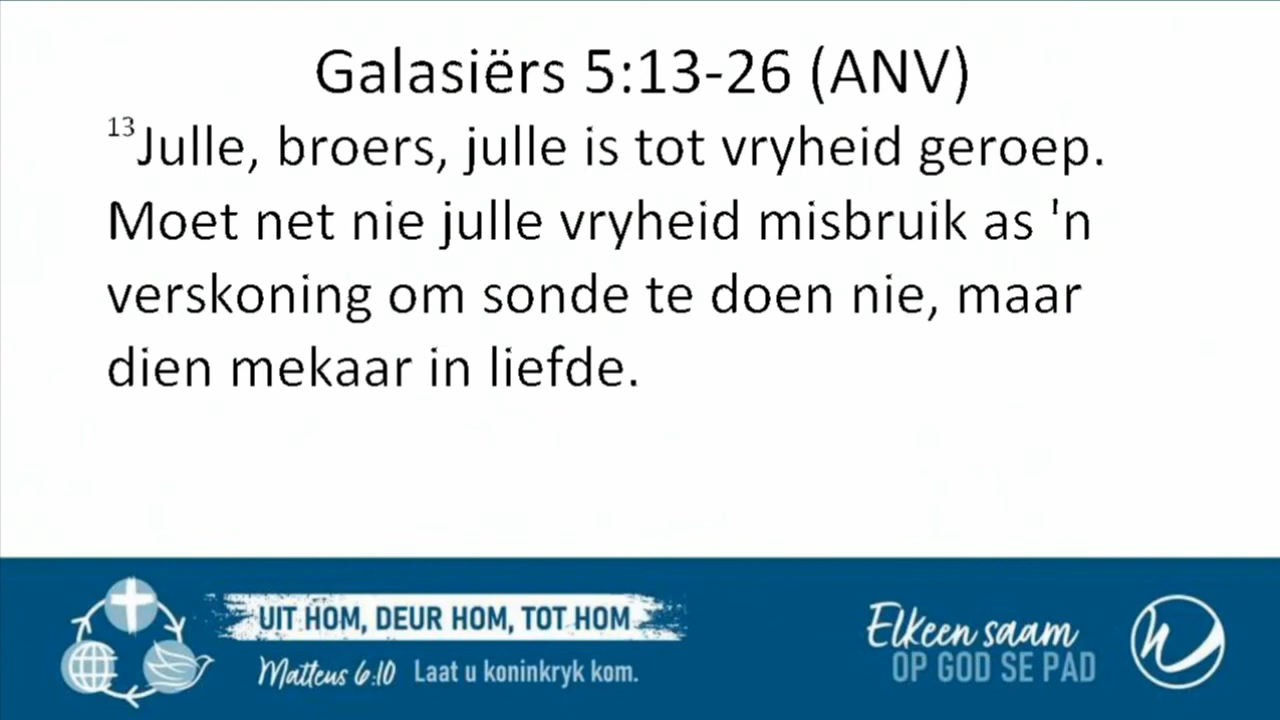 Galasiërs 5:13-26 (ANV)
13Julle, broers, julle is tot vryheid geroep.
Moet net nie julle vryheid misbruik as 'n
verskoning om sonde te doen nie, maar
dien mekaar in liefde.
UIT HOM, DEUR HOM, TOT HOM
Matteus 6:10 Laat u koninkryk kom.
Elkeen saam
OP GOD SE PAD